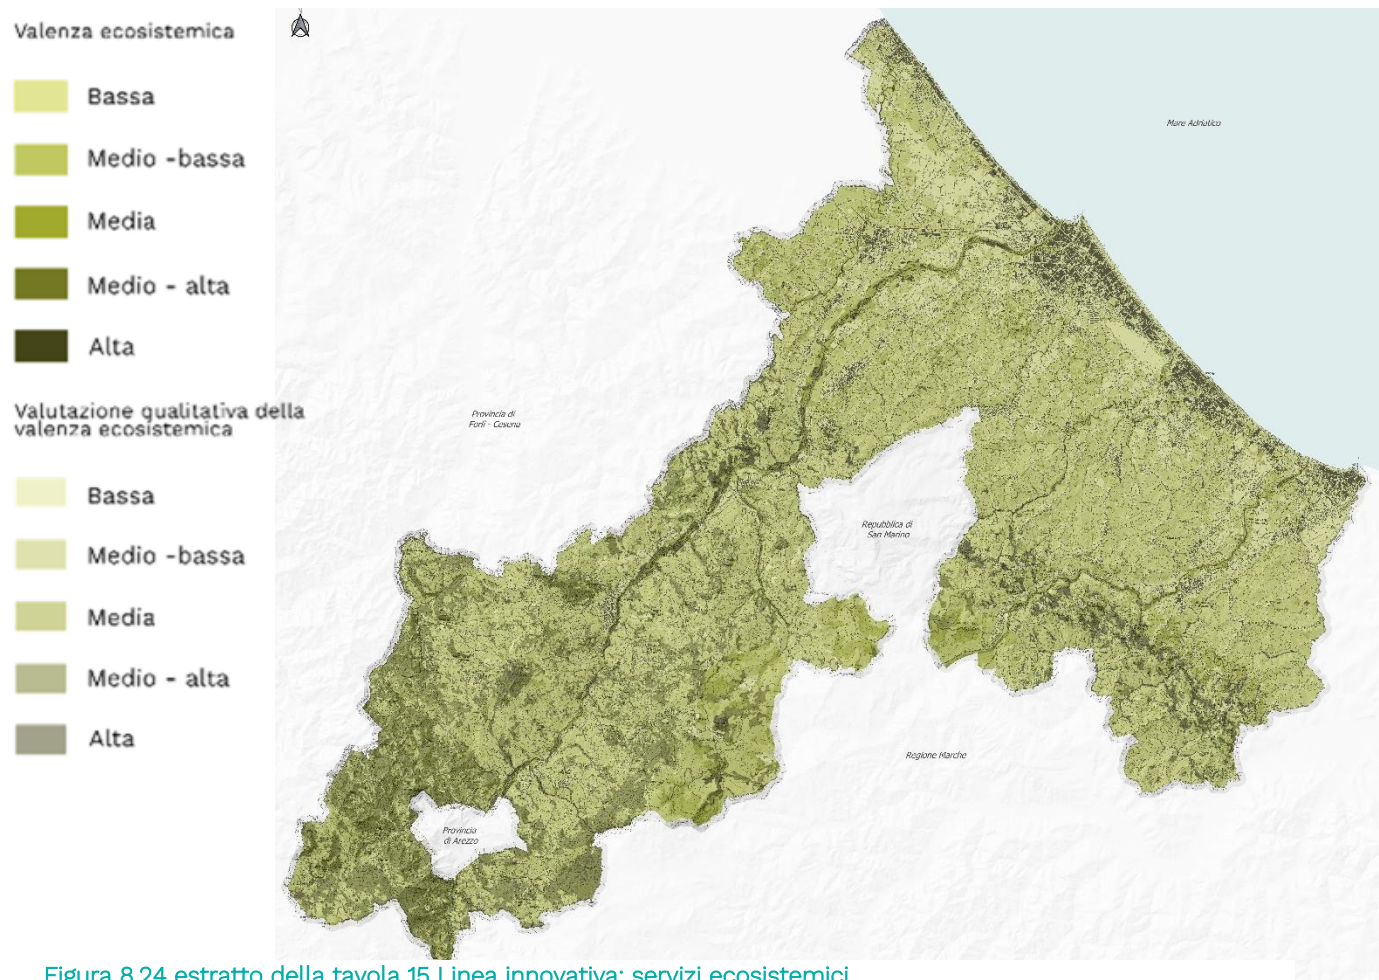 Valenza ecosistemica
Bassa
Medio -bassa
Media
Medio - alta
Alta
Valutazione qualitativa della
valenza ecosistemica
Bassa
Medio -bassa
Media
Medio - alta
Alta
Mare Adriatico
Provincia di
Forlì - Cesena
Repubblica di
San Marino
Regione Marche
Provincia
di Arezzo
Figura 8.24 estratto della tavola 15 Linea innovativa: servizi ecosistemici